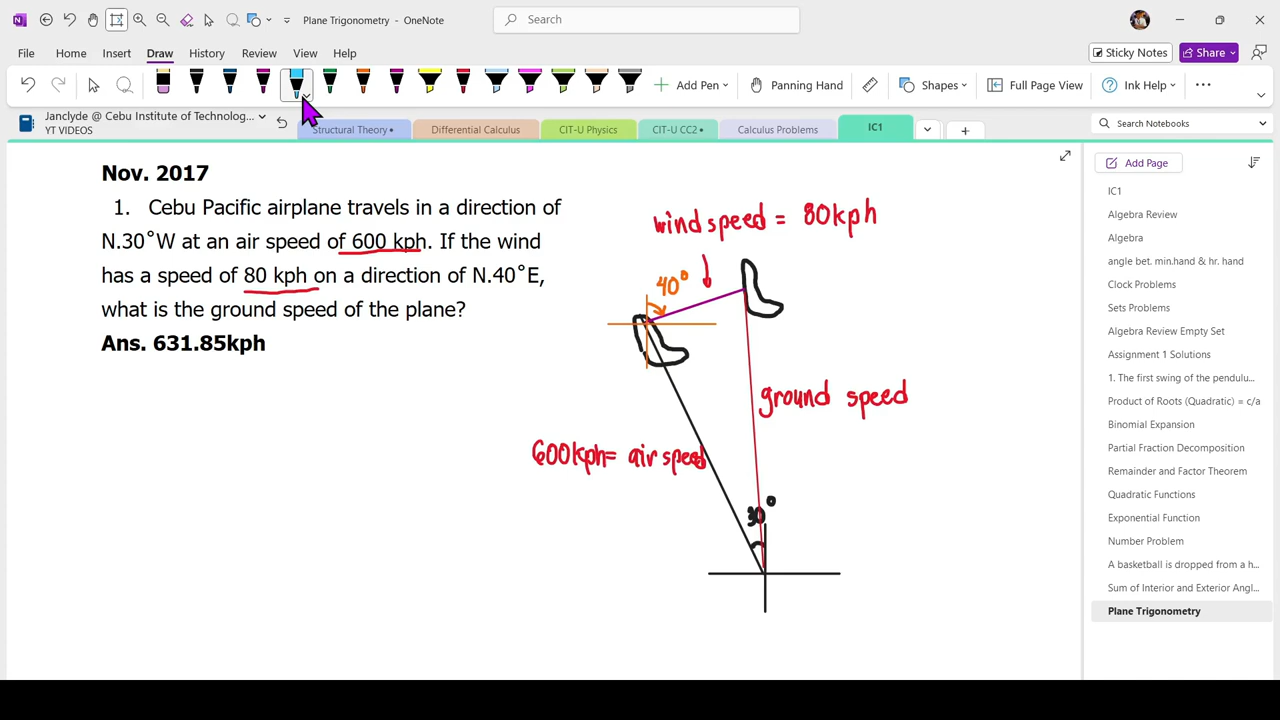 Plane Trigonometry - OneNote
Search
File Home Insert Draw History Review View Help
Sticky Notes Share
Add Pen Panning Hand Shapes Full Page View Ink Help
Janclyde @ Cebu Institute of Technolog...
YT VIDEOS
Structural Theory Differential Calculus CIT-U Physics CIT-U CC2 Calculus Problems IC1
Search Notebooks
Add Page
IC1
Algebra Review
Algebra
angle bet. min.hand & hr. hand
Clock Problems
Sets Problems
Algebra Review Empty Set
Assignment 1 Solutions
1. The first swing of the pendulu...
Product of Roots (Quadratic) = c/a
Binomial Expansion
Partial Fraction Decomposition
Remainder and Factor Theorem
Quadratic Functions
Exponential Function
Number Problem
A basketball is dropped from a h...
Sum of Interior and Exterior Angl...
Plane Trigonometry
Nov. 2017
1. Cebu Pacific airplane travels in a direction of
N.30°W at an air speed of 600 kph. If the wind
has a speed of 80 kph on a direction of N.40°E,
what is the ground speed of the plane?
Ans. 631.85kph
wind speed = 80kph
40°
ground speed
600kph= air speed
30°